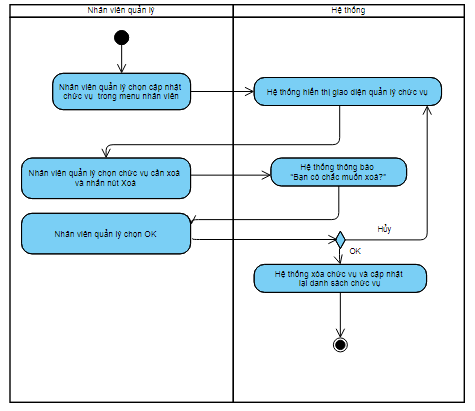 Nhân viên quản lý
Hệ thống
Nhân viên quản lý chọn cập nhật
chức vụ trong menu nhân viên
Hệ thống hiển thị giao diện quản lý chức vụ
Nhân viên quản lý chọn chức vụ cần xoá
và nhấn nút Xoá
Hệ thống thông báo
"Bạn có chắc muốn xoá?"
Nhân viên quản lý chọn OK
Hủy
OK
Hệ thống xóa chức vụ và cập nhật
lại danh sách chức vụ